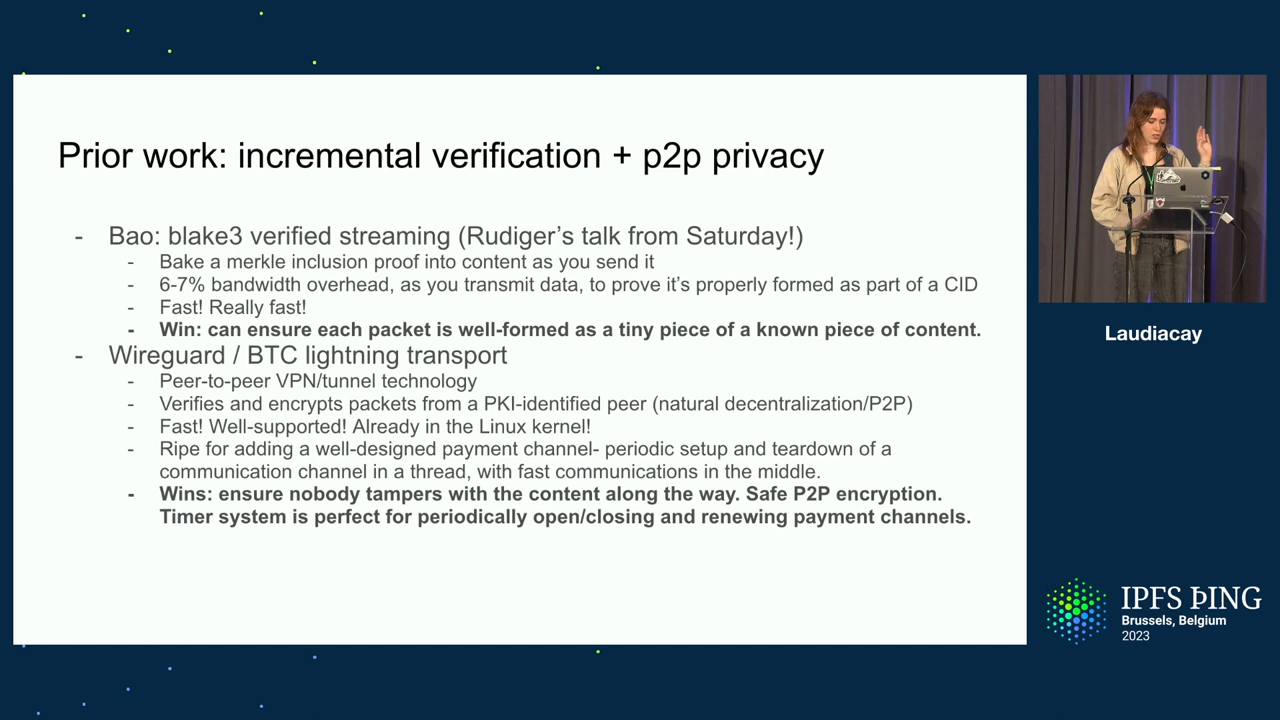 Prior work: incremental verification + p2p privacy
- Bao: blake3 verified streaming (Rudiger's talk from Saturday!)
- Bake a merkle inclusion proof into content as you send it
- 6-7% bandwidth overhead, as you transmit data, to prove it's properly formed as part of a CID
- Fast! Really fast!
- Win: can ensure each packet is well-formed as a tiny piece of a known piece of content.
- Wireguard / BTC lightning transport
- Peer-to-peer VPN/tunnel technology
- Verifies and encrypts packets from a PKI-identified peer (natural decentralization/P2P)
- Fast! Well-supported! Already in the Linux kernel!
- Ripe for adding a well-designed payment channel- periodic setup and teardown of a
communication channel in a thread, with fast communications in the middle.
- Wins: ensure nobody tampers with the content along the way. Safe P2P encryption.
Timer system is perfect for periodically open/closing and renewing payment channels.
Laudiacay
IPFS ÞING
Brussels, Belgium
2023